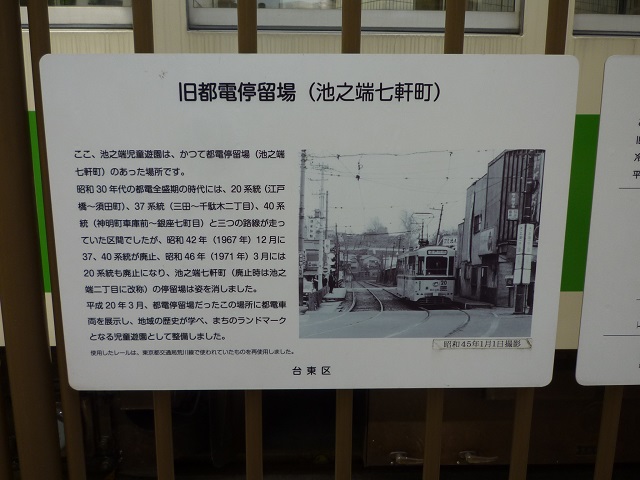 旧都電停留場（池之端七軒町）
ここ、池之端児童遊園は、かつて都電停留場（池之端
七軒町）のあった場所です。
昭和30年代の都電全盛期の時代には、20系統（江戸
橋〜須田町）、37系統（三田〜千駄木二丁目）、40系
統（神明町車庫前〜銀座七町目）と三つの路線が走っ
ていた区間でしたが、昭和42年（1967年）12月に
37、40系統が廃止、昭和46年（1971年）3月には
20系統も廃止になり、池之端七軒町（廃止時は池之
端二丁目に改称）の停留場は姿を消しました。
平成20年3月、都電停留場だったこの場所に都電車
両を展示し、地域の歴史が学べ、まちのランドマーク
となる児童遊園として整備しました。
使用したレールは、東京都交通局荒川線で使われていたものを再使用しました。
昭和45年1月1日撮影
台東区